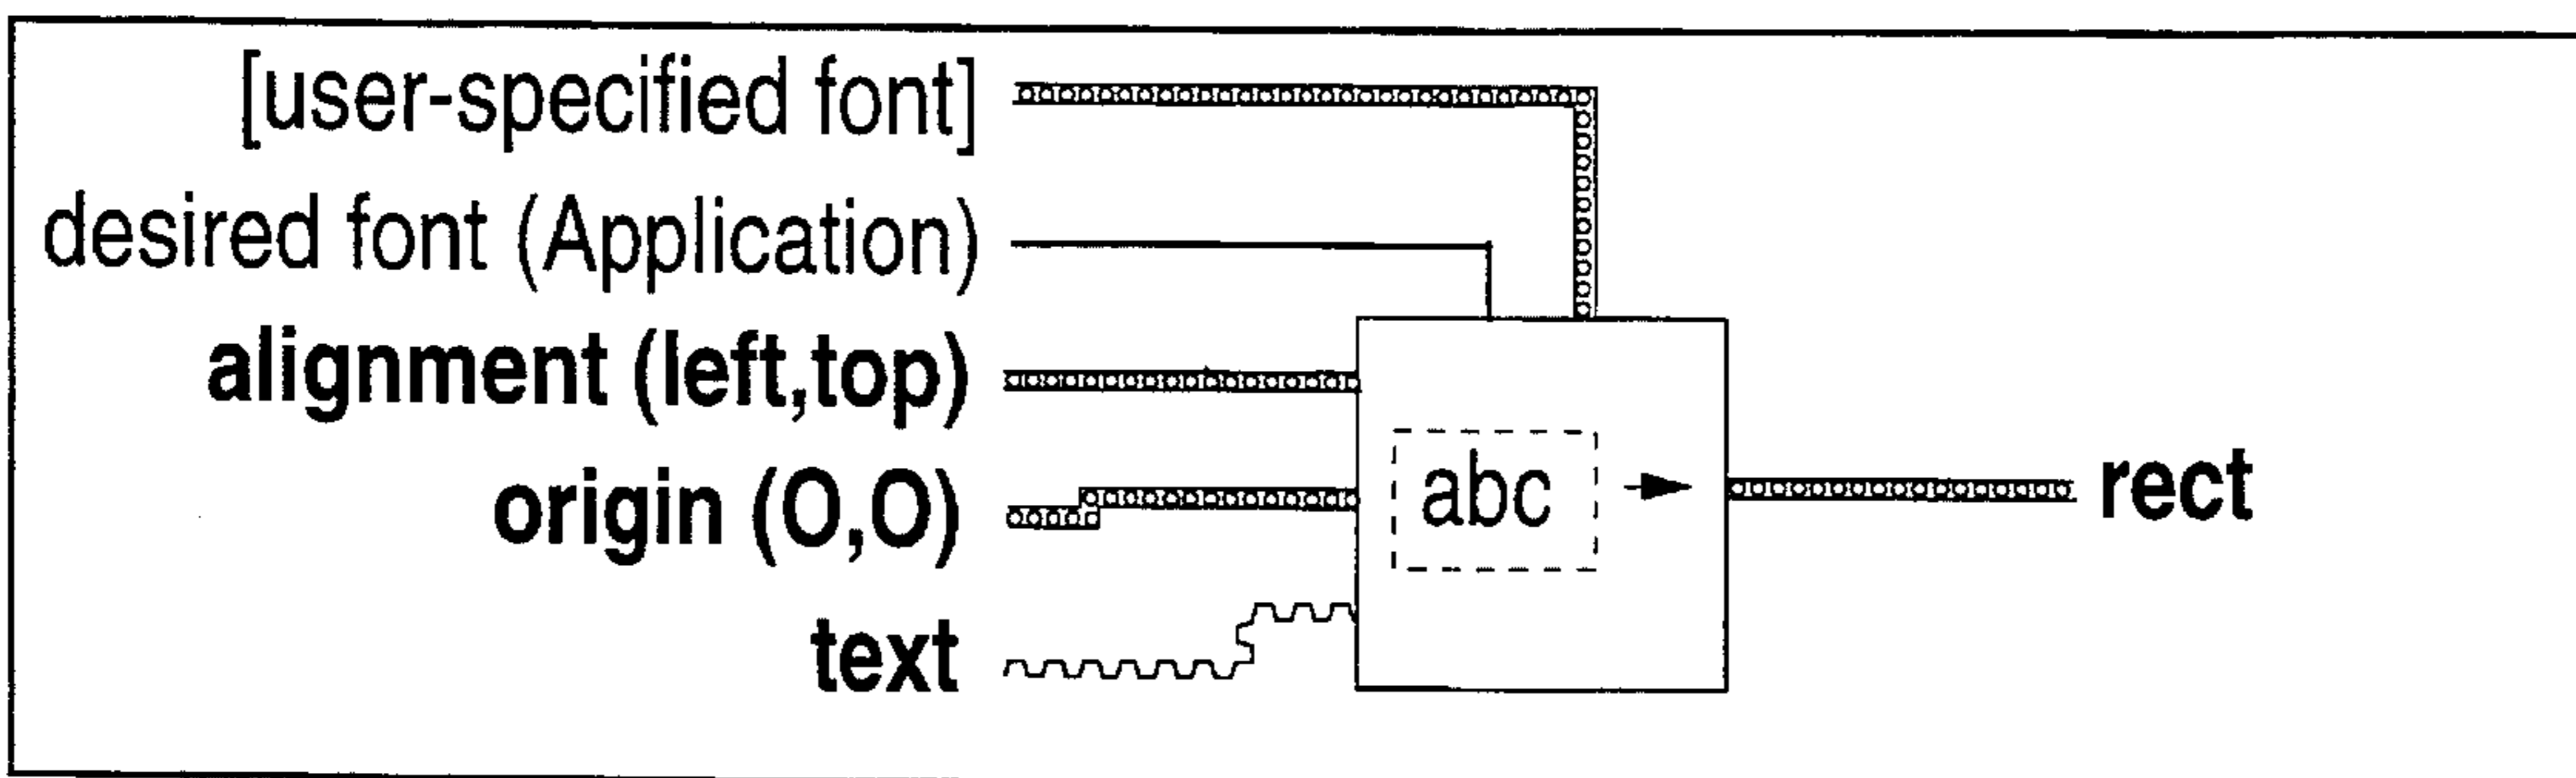 [user-specified font]
desired font (Application)
alignment (left,top)
origin (0,0)
text
abc
rect